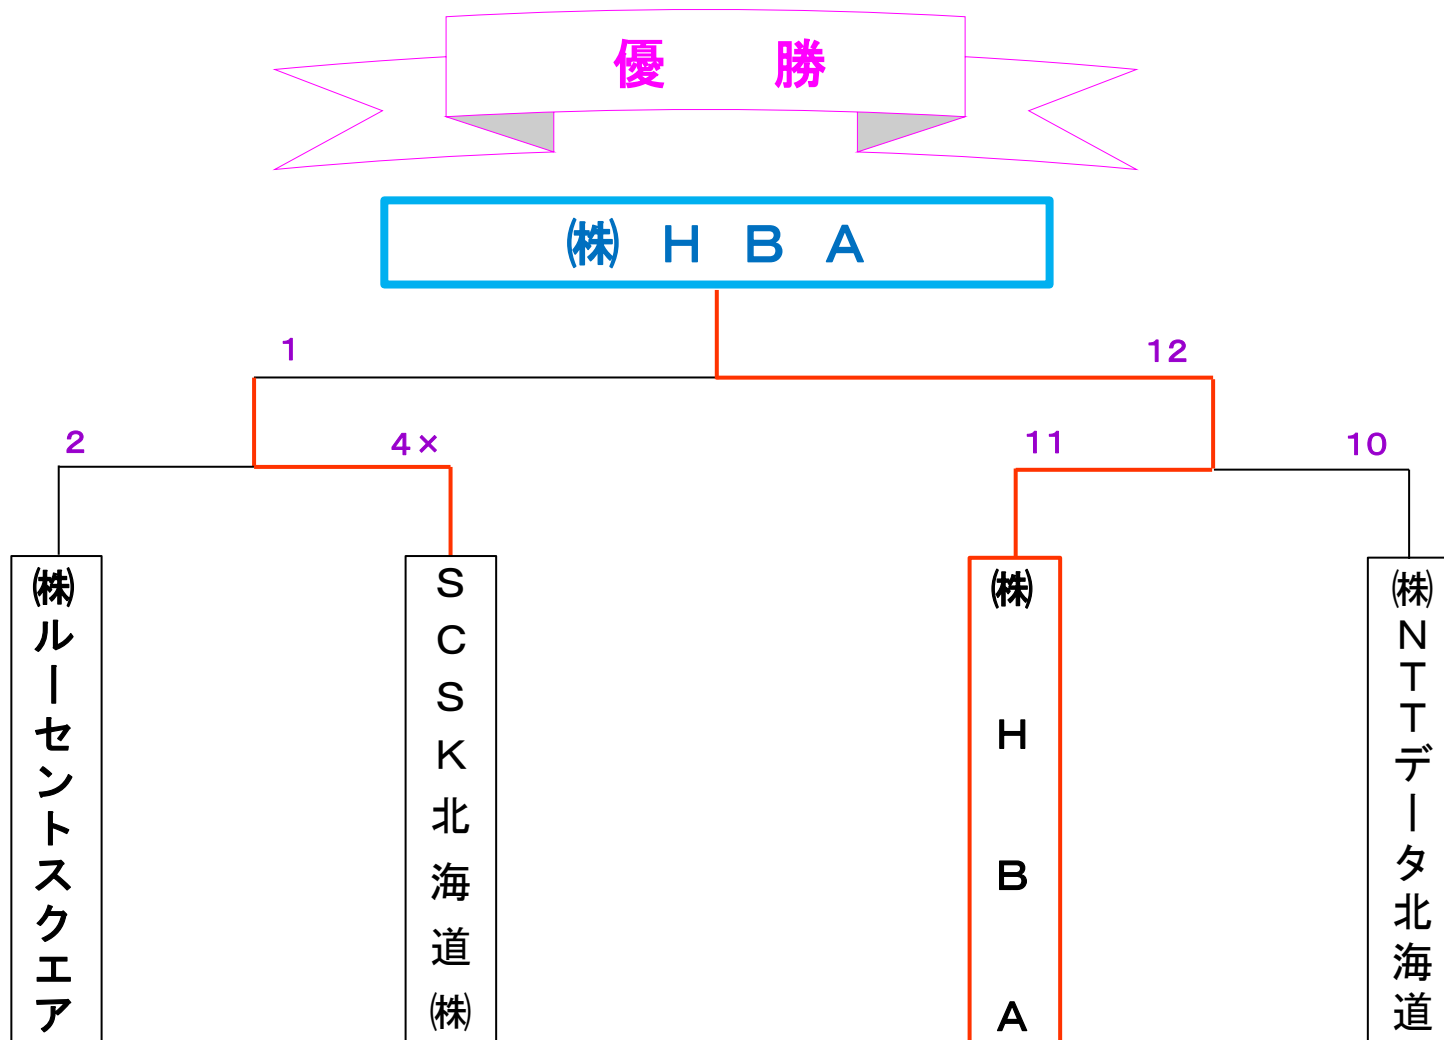 優　勝
㈱　Ｈ　Ｂ　Ａ
１
１２
２
４×
１１
１０
㈱ルーセントスクエア
ＳＣＳＫ北海道㈱
㈱　Ｈ　Ｂ　Ａ
㈱ＮＴＴデータ北海道